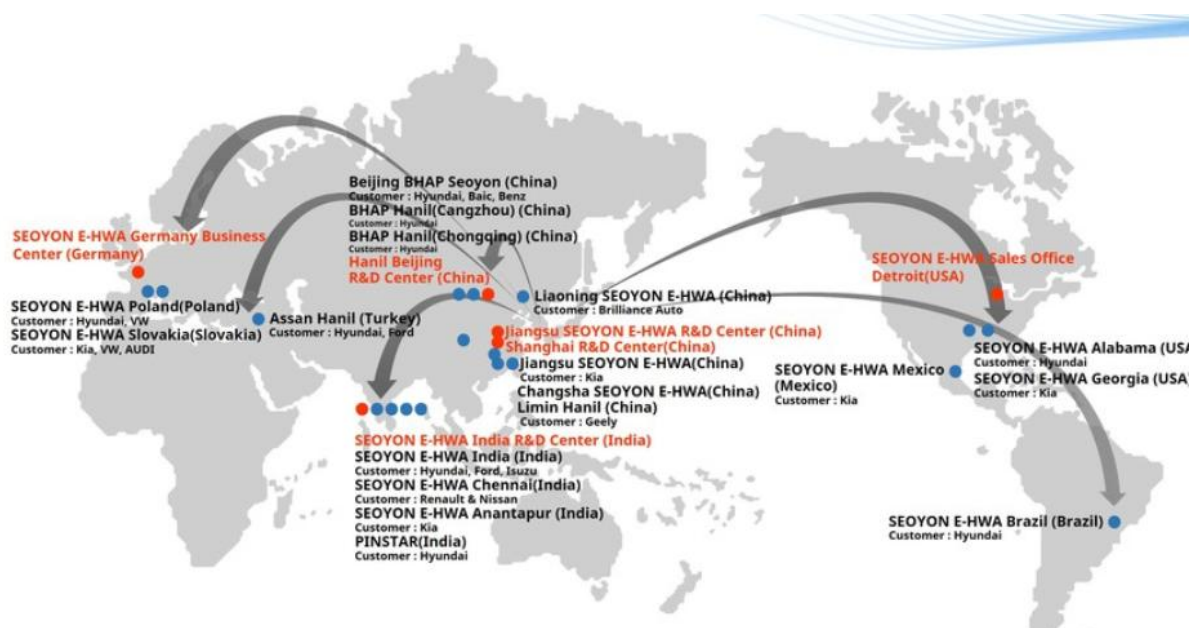 SEOYON E-HWA Germany Business
Center (Germany)
SEOYON E-HWA Poland(Poland)
Customer : Hyundai, VW
SEOYON E-HWA Slovakia(Slovakia)
Customer : Kia, VW, AUDI
Assan Hanil (Turkey)
Customer : Hyundai, Ford
Beijing BHAP Seoyon (China)
Customer : Hyundai, Baic, Benz
BHAP Hanil(Cangzhou) (China)
Customer : Hyundai
BHAP Hanil(Chongqing) (China)
Customer : Hyundai
Hanil Beijing
R&D Center (China)
Liaoning SEOYON E-HWA (China)
Customer : Brilliance Auto
Jiangsu SEOYON E-HWA R&D Center (China)
Shanghai R&D Center(China)
Jiangsu SEOYON E-HWA(China)
Customer : Kia
Changsha SEOYON E-HWA(China)
Limin Hanil (China)
Customer : Geely
SEOYON E-HWA India R&D Center (India)
SEOYON E-HWA India (India)
Customer : Hyundai, Ford, Isuzu
SEOYON E-HWA Chennai(India)
Customer : Renault & Nissan
SEOYON E-HWA Anantapur (India)
Customer : Kia
PINSTAR(India)
Customer : Hyundai
SEOYON E-HWA Sales Office
Detroit(USA)
SEOYON E-HWA Alabama (USA
Customer : Hyundai
SEOYON E-HWA Georgia (USA)
Customer : Kia
SEOYON E-HWA Mexico
(Mexico)
Customer : Kia
SEOYON E-HWA Brazil (Brazil)
Customer : Hyundai